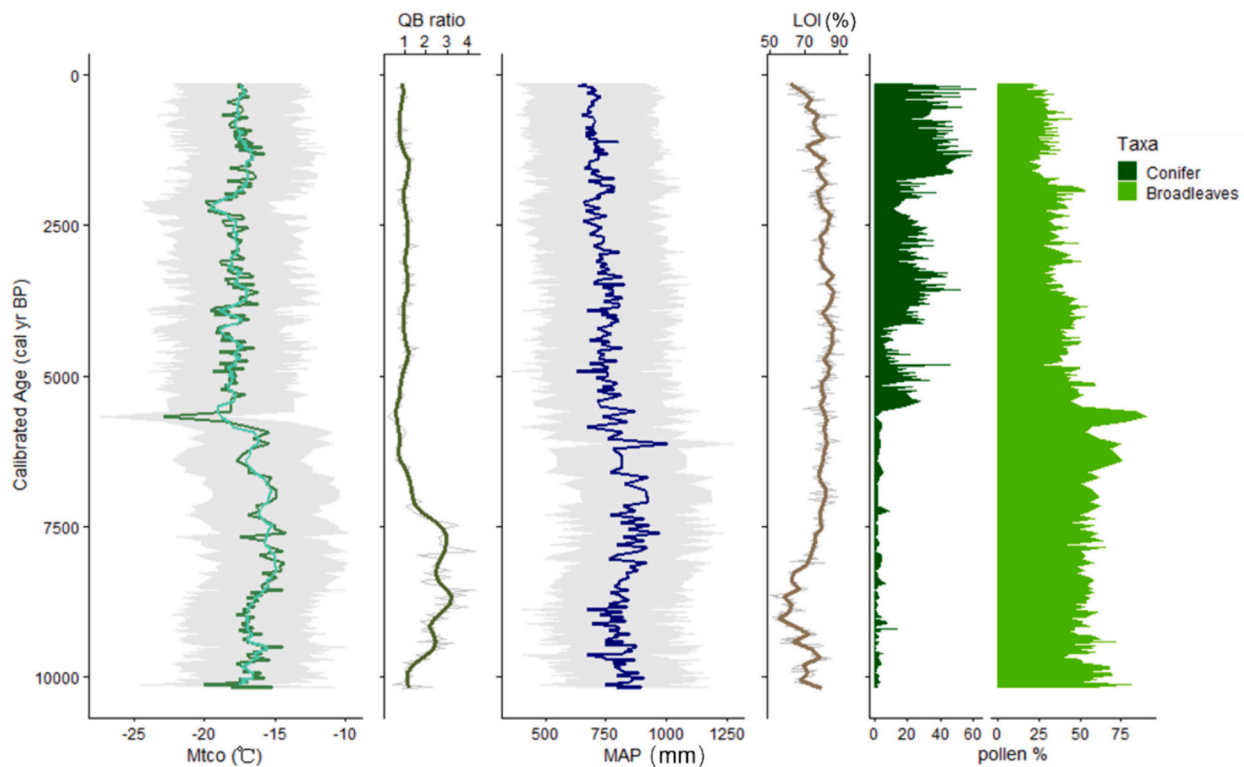 QB ratio
1 2 3 4
LOI (%)
50 70 90
Calibrated Age (cal yr BP)
0
2500
5000
7500
10000
Taxa
Conifer
Broadleaves
-25 -20 -15 -10
Mtco (℃)
500 750 1000 1250
MAP (mm)
0 20 40 60
0 25 50 75
pollen %